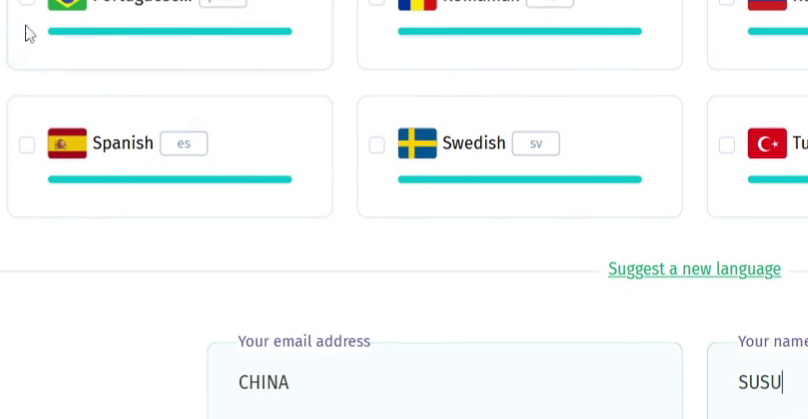 Spanish es
Swedish sv
Suggest a new language
Your email address
Your name
CHINA
SUSU